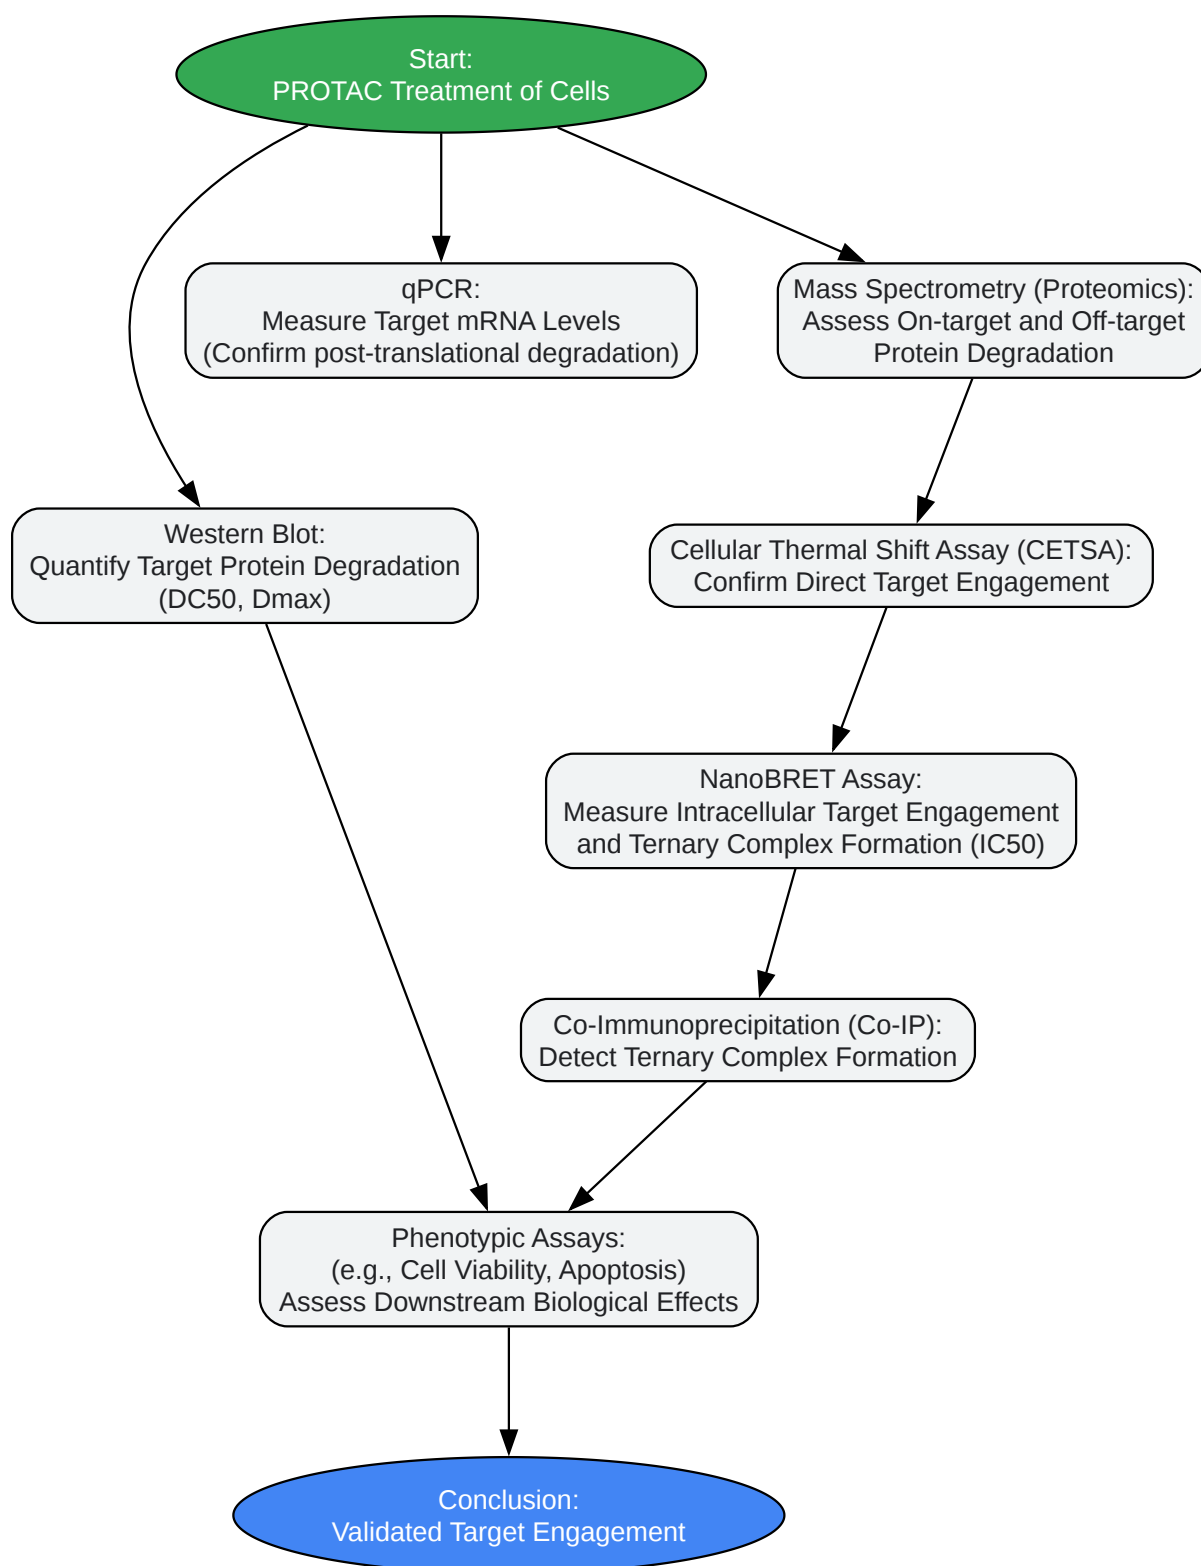 Start:
PROTAC Treatment of Cells
qPCR:
Measure Target mRNA Levels
(Confirm post-translational degradation)
Mass Spectrometry (Proteomics):
Assess On-target and Off-target
Protein Degradation
Western Blot:
Quantify Target Protein Degradation
(DC50, Dmax)
Cellular Thermal Shift Assay (CETSA):
Confirm Direct Target Engagement
NanoBRET Assay:
Measure Intracellular Target Engagement
and Ternary Complex Formation (IC50)
Co-Immunoprecipitation (Co-IP):
Detect Ternary Complex Formation
Phenotypic Assays:
(e.g., Cell Viability, Apoptosis)
Assess Downstream Biological Effects
Conclusion:
Validated Target Engagement